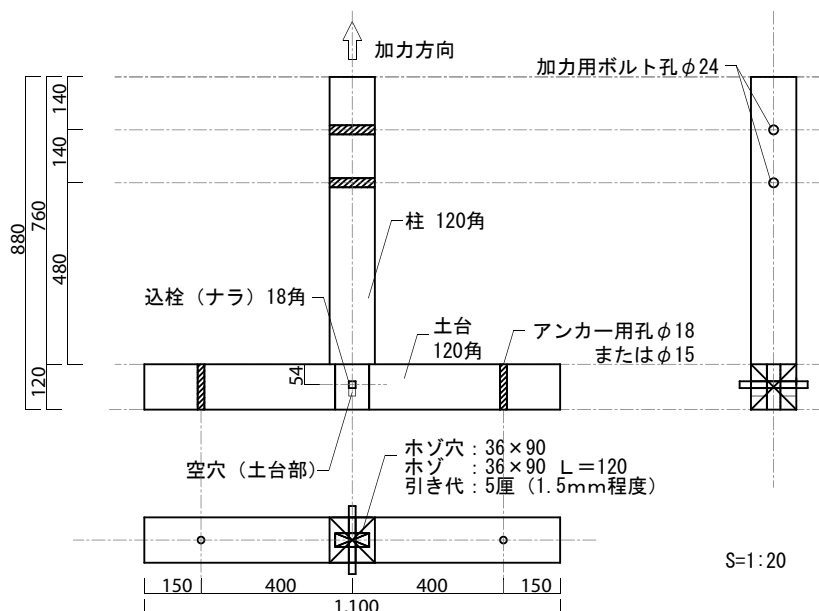 加力方向
加力用ボルト孔φ24
140
140
760
880
480
柱 120角
込栓（ナラ）18角
土台
120角
アンカー用孔φ18
またはφ15
54
120
空穴（土台部）
ホゾ穴：36×90
ホゾ　：36×90 L＝120
引き代：5厘（1.5mm程度）
S=1:20
150 400 400 150
1,100